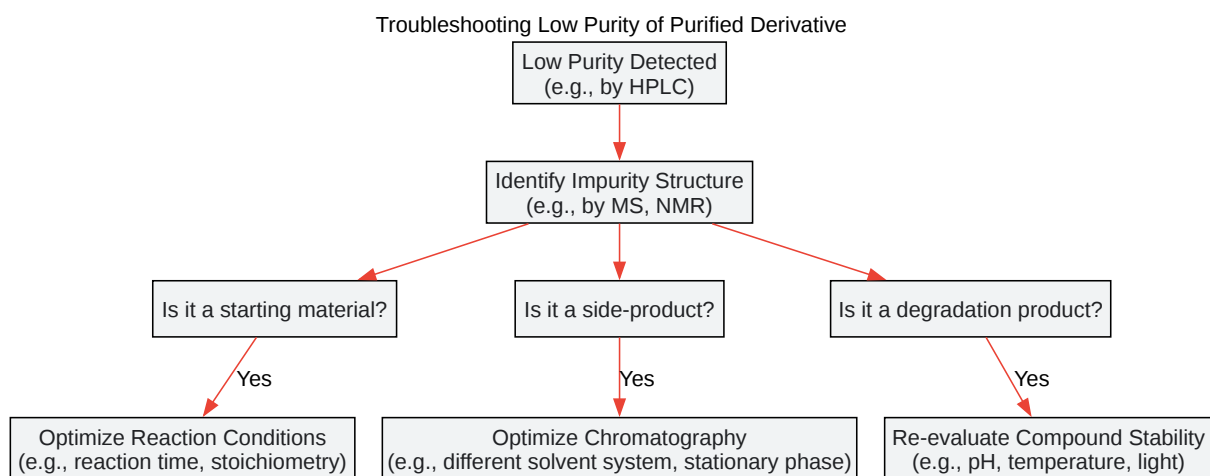 Troubleshooting Low Purity of Purified Derivative
Low Purity Detected
(e.g., by HPLC)
Identify Impurity Structure
(e.g., by MS, NMR)
Is it a starting material?
Is it a side-product?
Is it a degradation product?
Yes
Yes
Yes
Optimize Reaction Conditions
(e.g., reaction time, stoichiometry)
Optimize Chromatography
(e.g., different solvent system, stationary phase)
Re-evaluate Compound Stability
(e.g., pH, temperature, light)